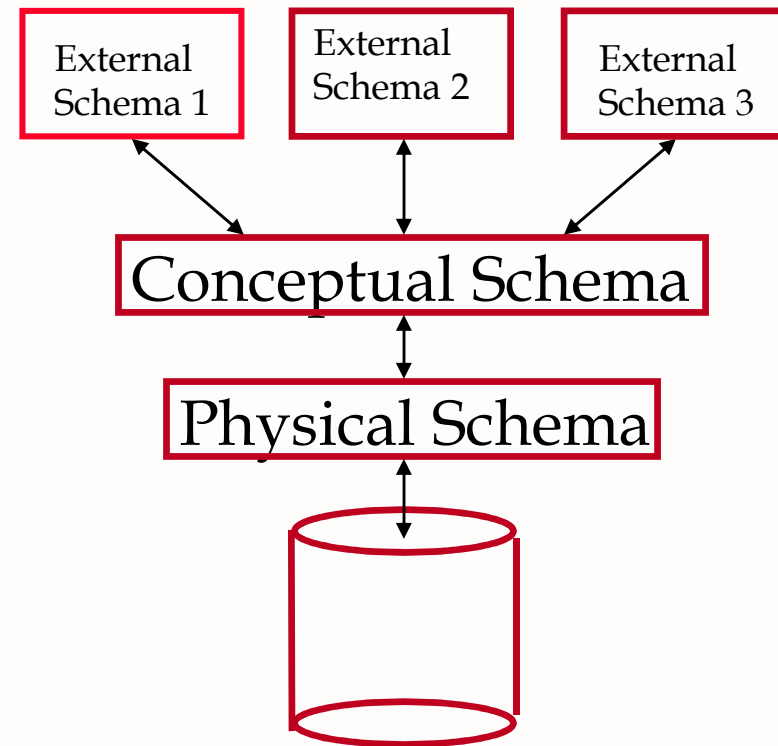 External
Schema 1
External
Schema 2
External
Schema 3
Conceptual Schema
Physical Schema